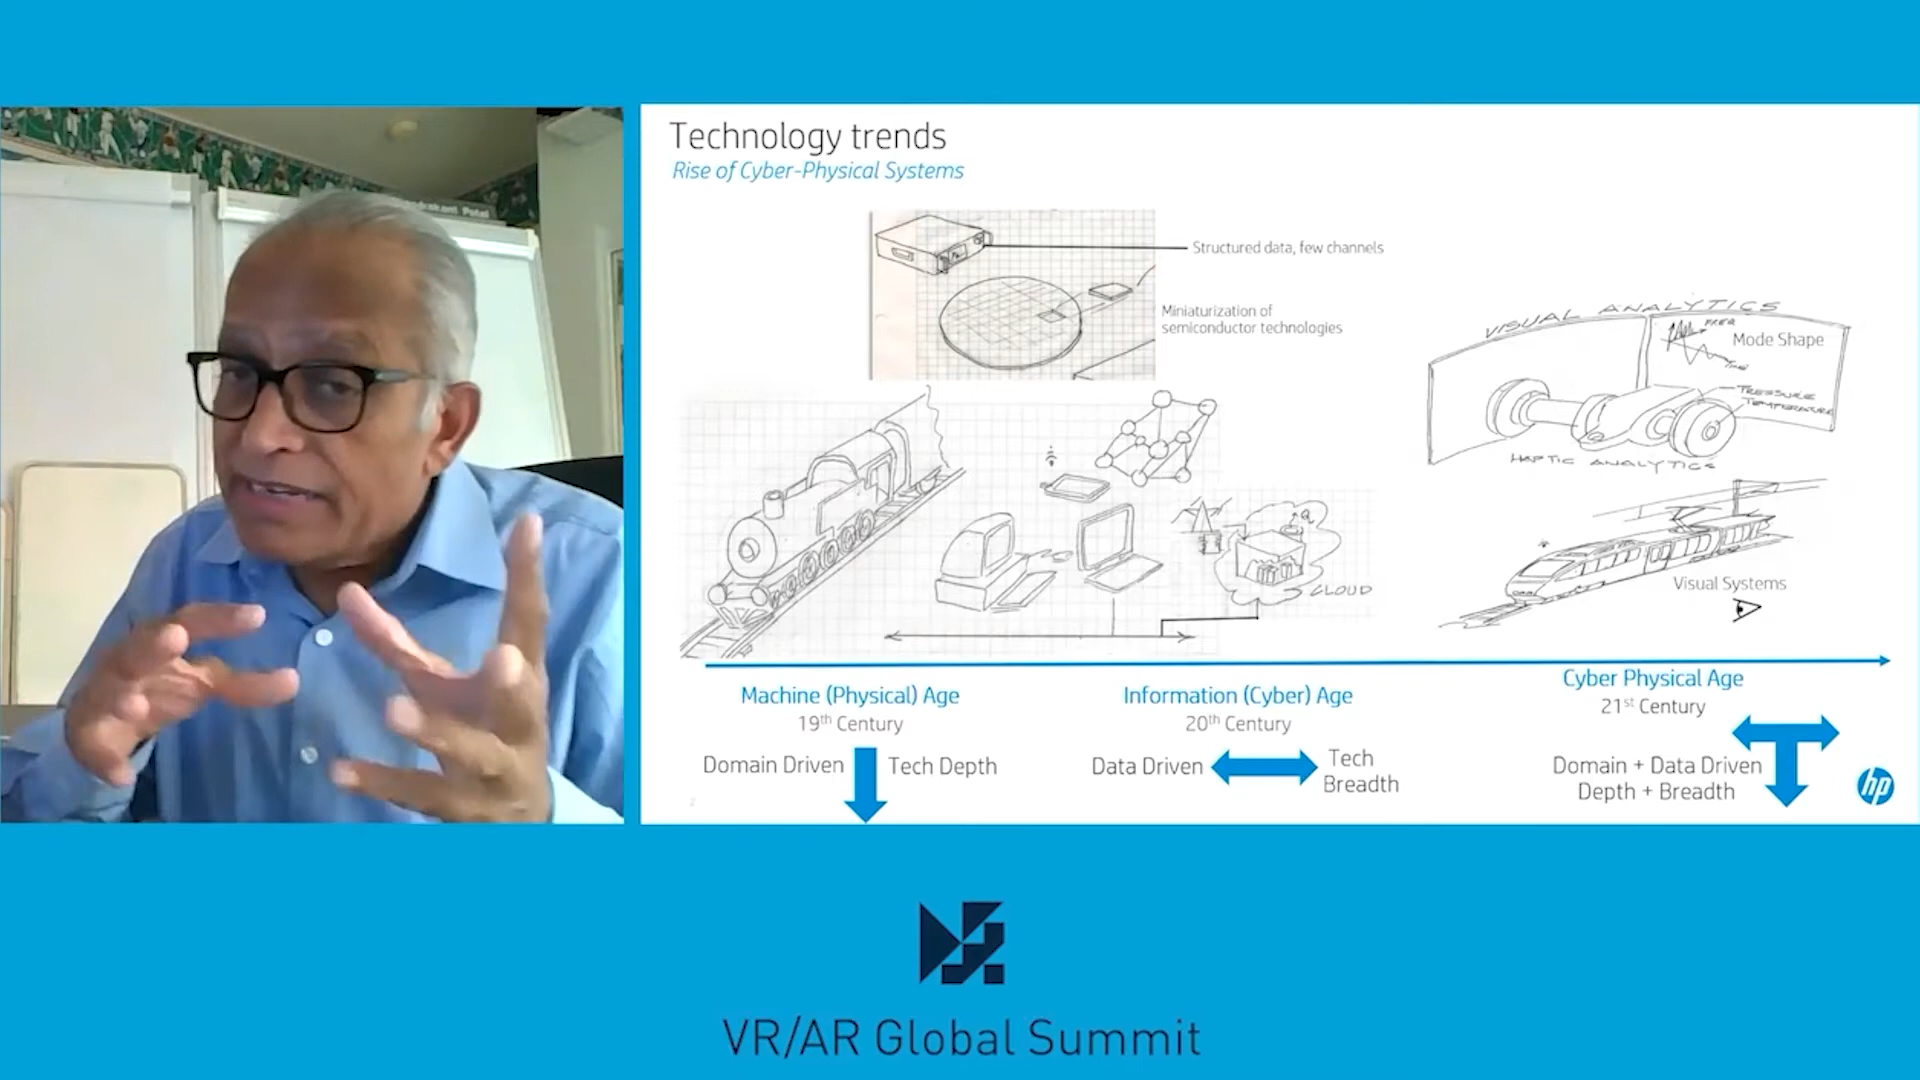 Technology trends
Rise of Cyber-Physical Systems
Structured data, few channels
Miniaturization of
semiconductor technologies
VISUAL ANALYTICS
FREQ
Mode Shape
TIME
PRESSURE
TEMPERATURE
HAPTIC ANALYTICS
Q
CLOUD
Visual Systems
Machine (Physical) Age
19th Century
Domain Driven
Tech Depth
Information (Cyber) Age
20th Century
Data Driven
Tech
Breadth
Cyber Physical Age
21st Century
Domain + Data Driven
Depth + Breadth
2
hp
VR/AR Global Summit